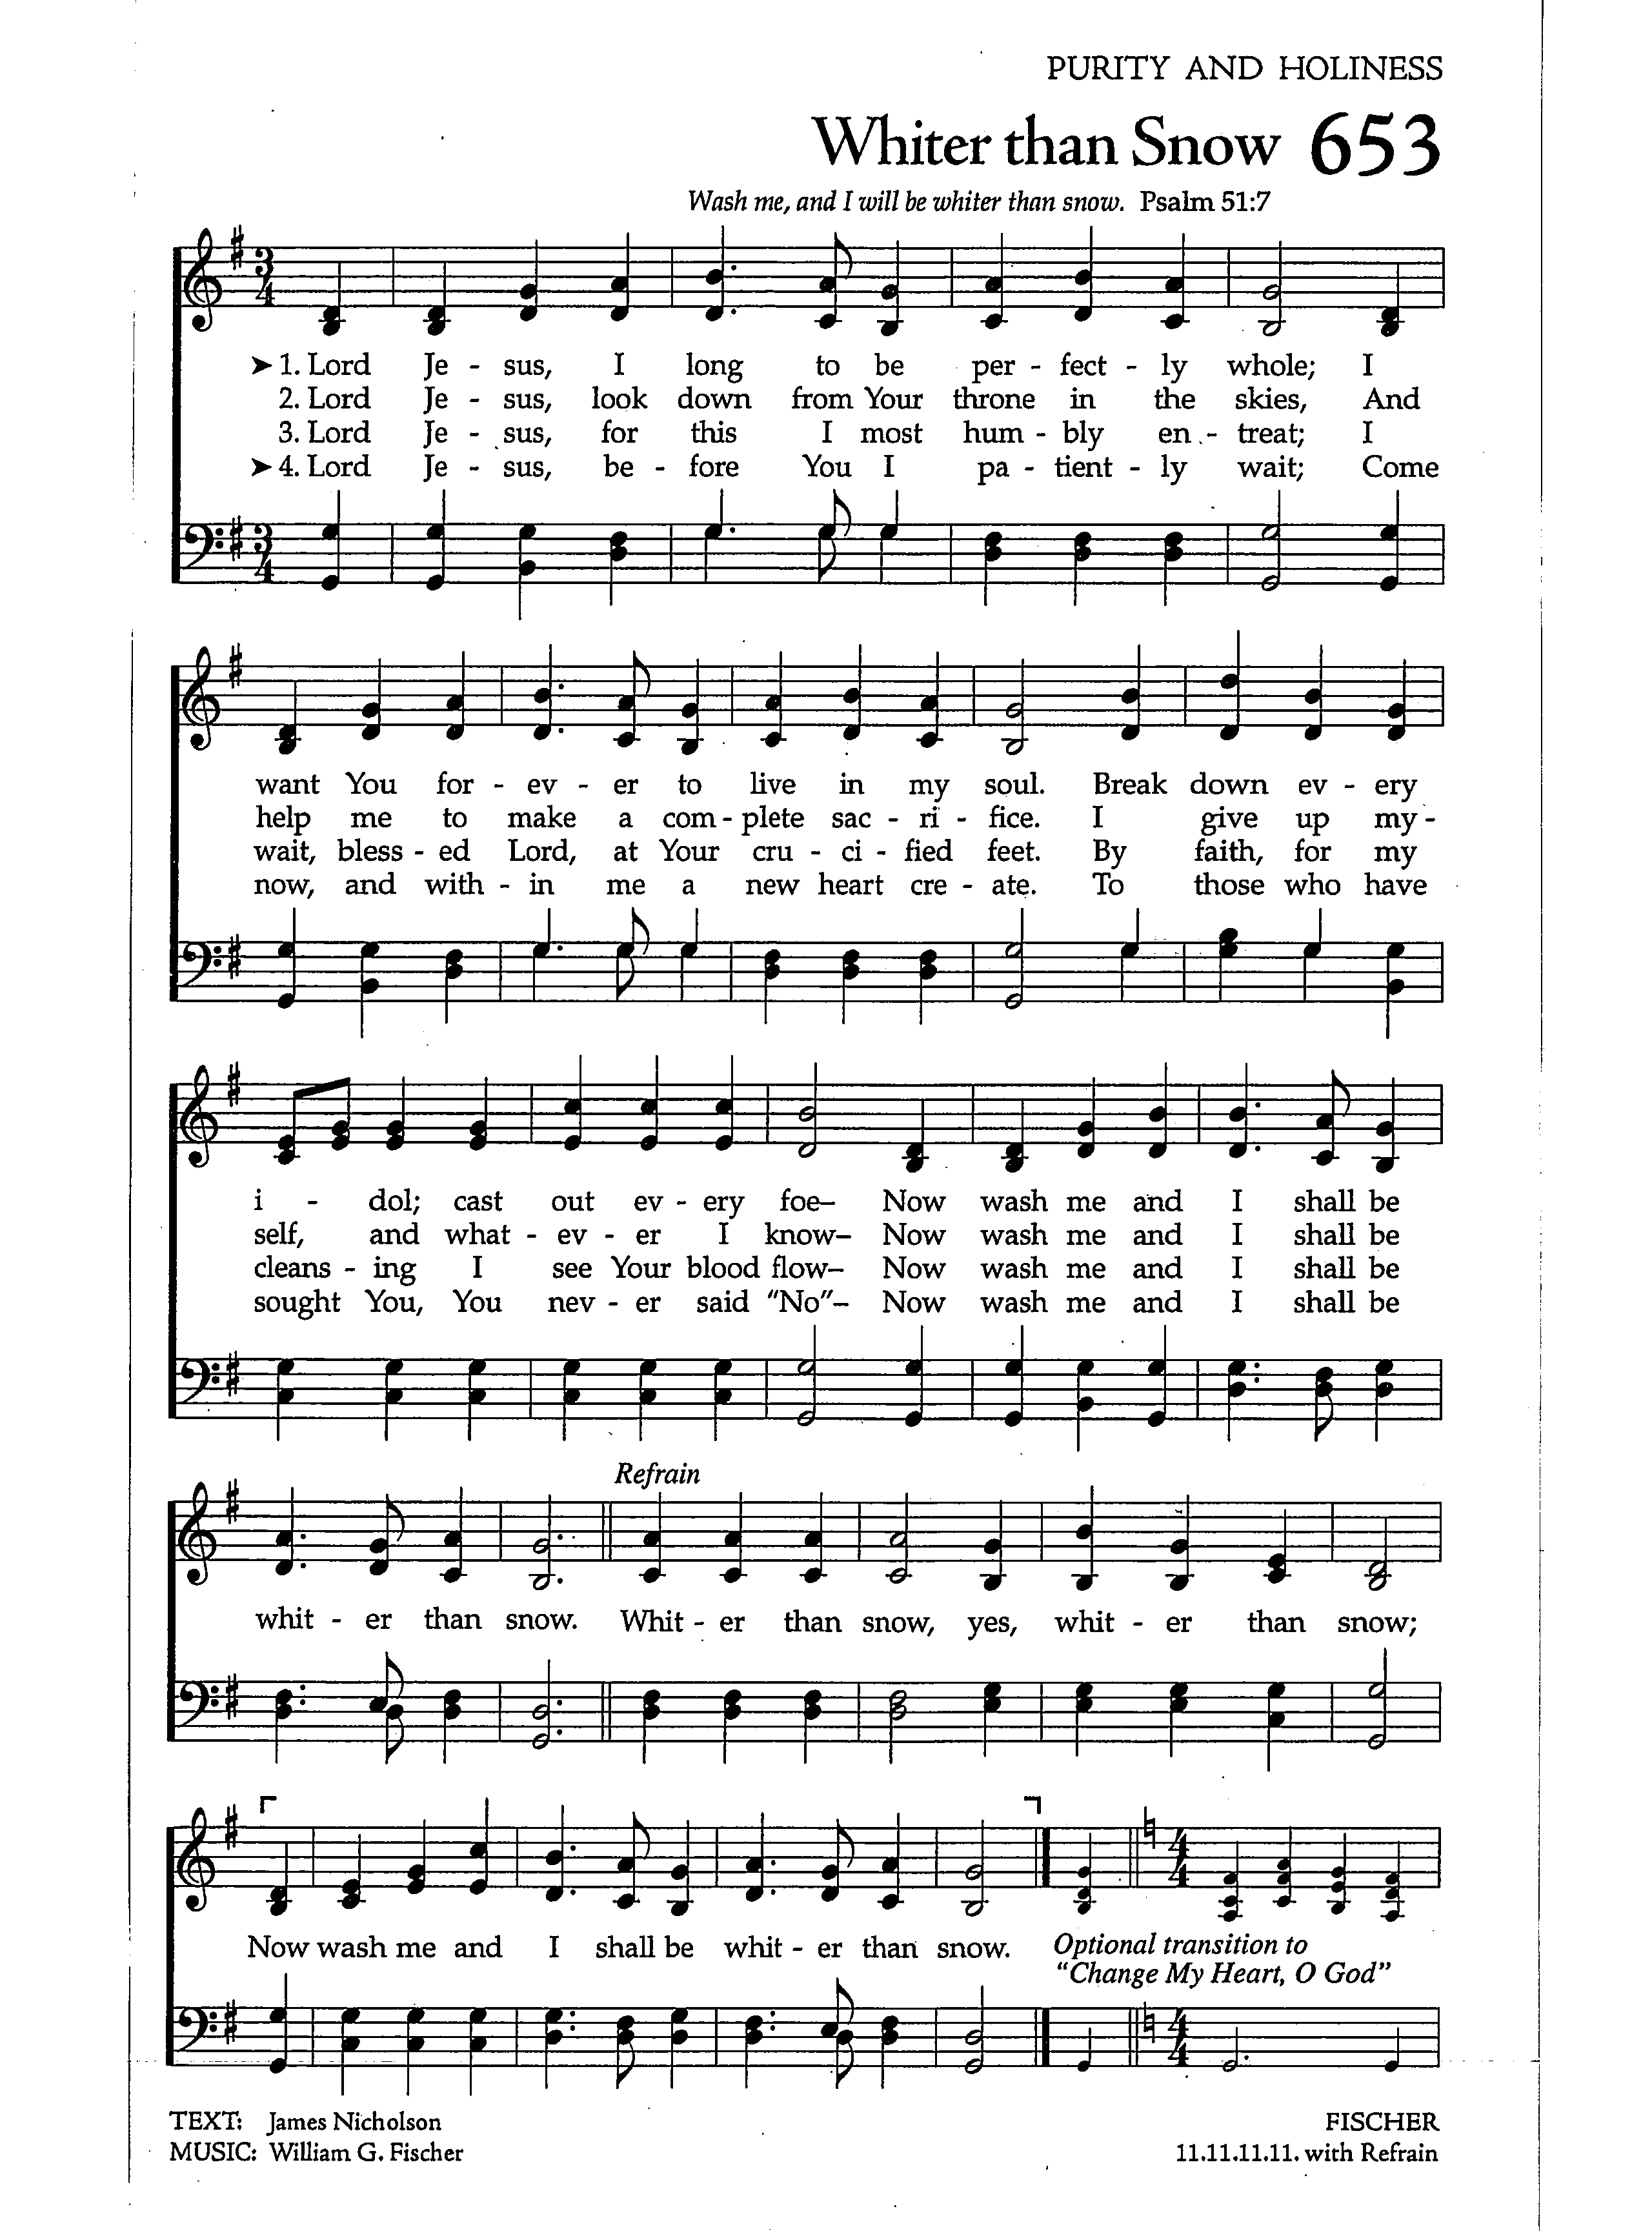 PURITY AND HOLINESS
Whiter than Snow 653
Wash me, and I will be whiter than snow. Psalm 51:7
3
4
➤ 1. Lord Je - sus, I long to be per - fect - ly whole; I
2. Lord Je - sus, look down from Your throne in the skies, And
3. Lord Je - sus, for this I most hum - bly en - treat; I
➤ 4. Lord Je - sus, be - fore You I pa - tient - ly wait; Come
3
4
want You for - ev - er to live in my soul. Break down ev - ery
help me to make a com - plete sac - ri - fice. I give up my -
wait, bless - ed Lord, at Your cru - ci - fied feet. By faith, for my
now, and with - in me a new heart cre - ate. To those who have
i - dol; cast out ev - ery foe– Now wash me and I shall be
self, and what - ev - er I know– Now wash me and I shall be
cleans - ing I see Your blood flow– Now wash me and I shall be
sought You, You nev - er said "No"– Now wash me and I shall be
Refrain
whit - er than snow. Whit - er than snow, yes, whit - er than snow;
4
4
Now wash me and I shall be whit - er than snow. Optional transition to
"Change My Heart, O God"
4
4
TEXT: James Nicholson FISCHER
MUSIC: William G. Fischer 11.11.11.11. with Refrain